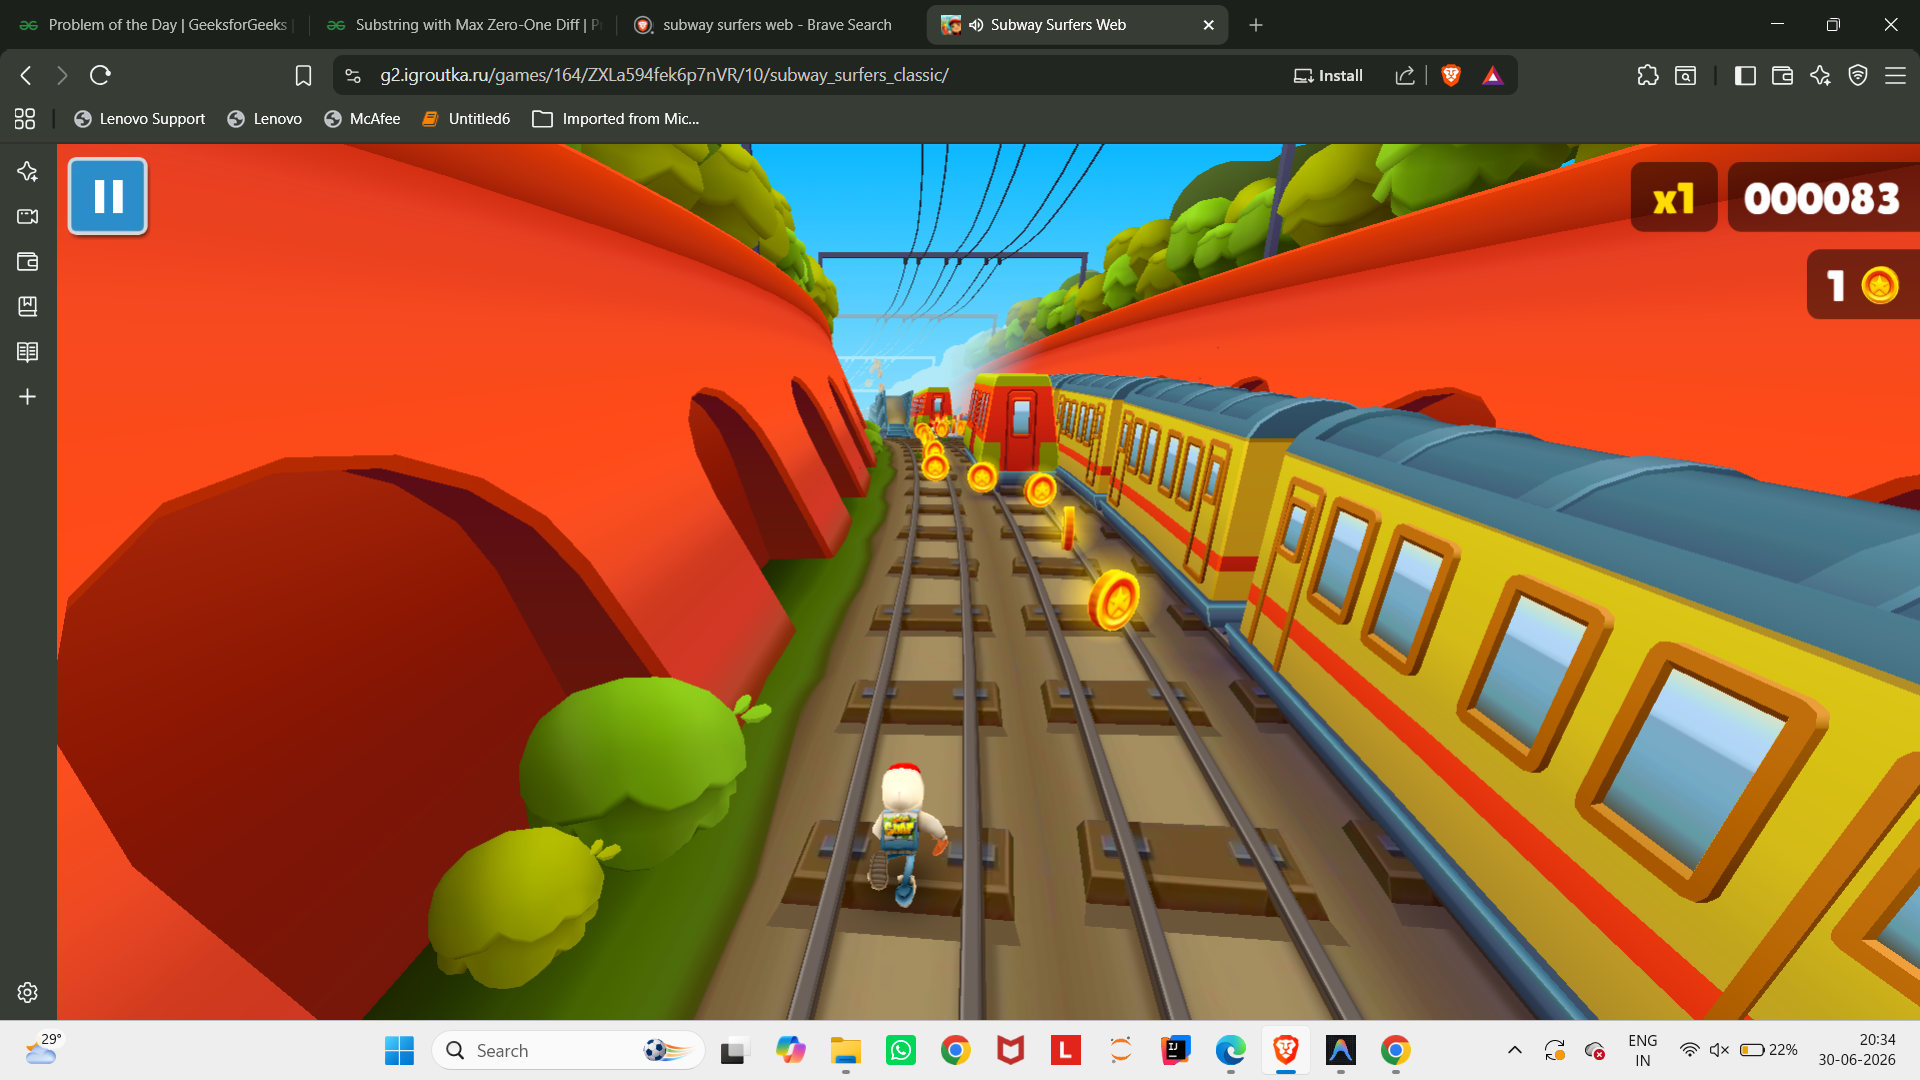 Problem of the Day | GeeksforGeeks
Substring with Max Zero-One Diff | P
subway surfers web - Brave Search
Subway Surfers Web
g2.igroutka.ru/games/164/ZXLa594fek6p7nVR/10/subway_surfers_classic/
Install
Lenovo Support
Lenovo
McAfee
Untitled6
Imported from Mic...
x1
000083
1
29°
Search
L
IJ
ENG
IN
22%
20:34
30-06-2026